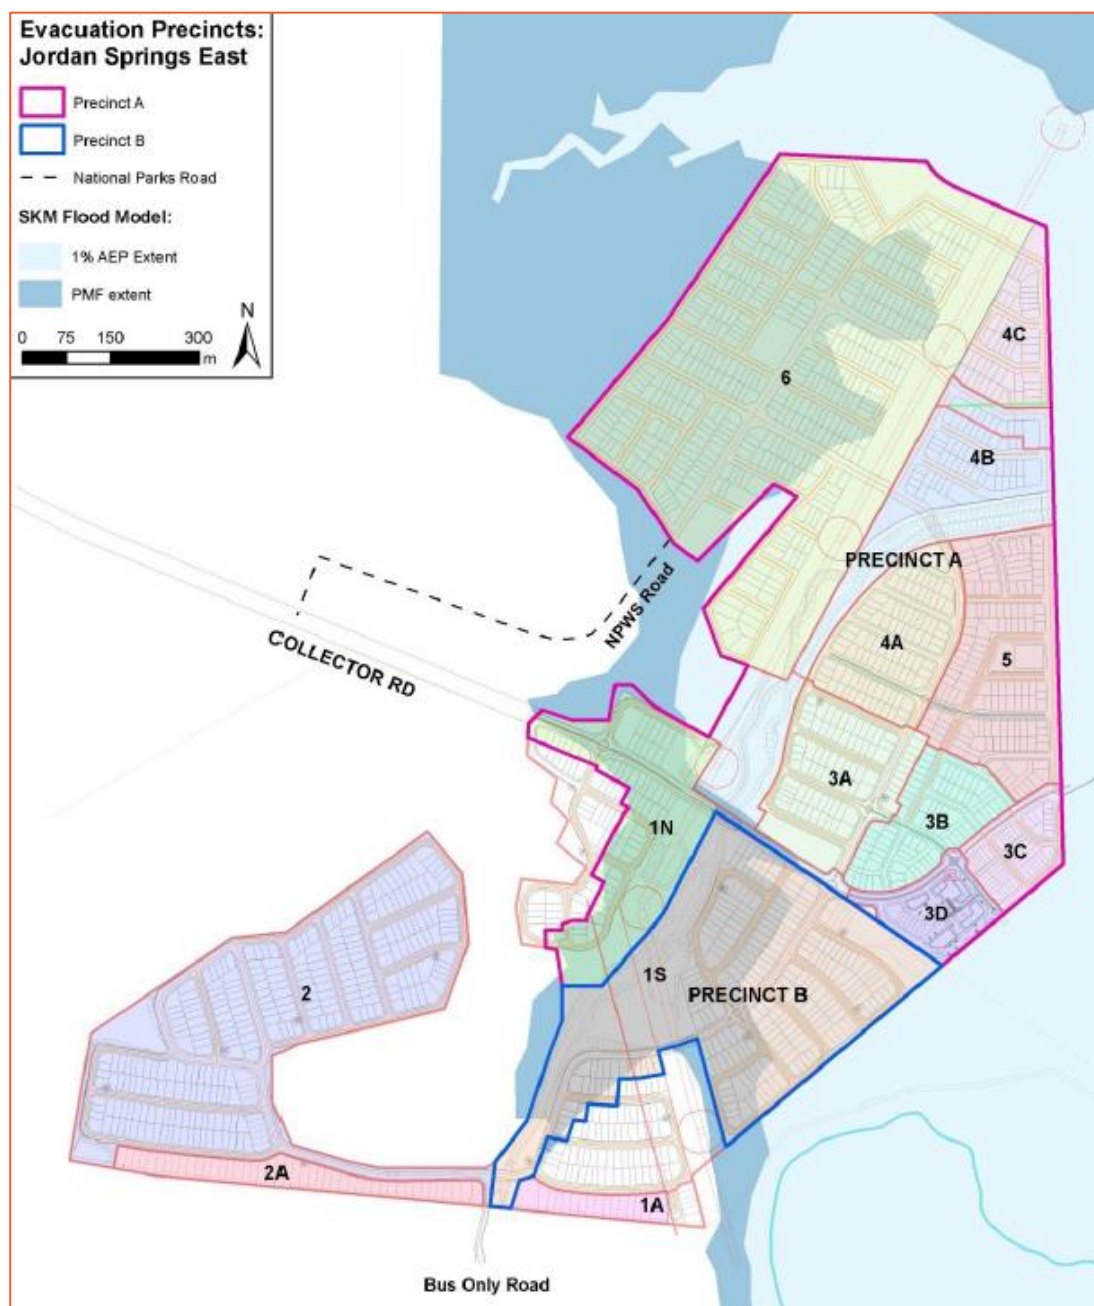 Evacuation Precincts:
Jordan Springs East
Precinct A
Precinct B
National Parks Road
SKM Flood Model:
1% AEP Extent
PMF extent
N
0 75 150 300
m
4C
6
4B
PRECINCT A
NPWS Road
4A
COLLECTOR RD
5
3A
3B
1N
3C
3D
1S
2
PRECINCT B
2A
1A
Bus Only Road